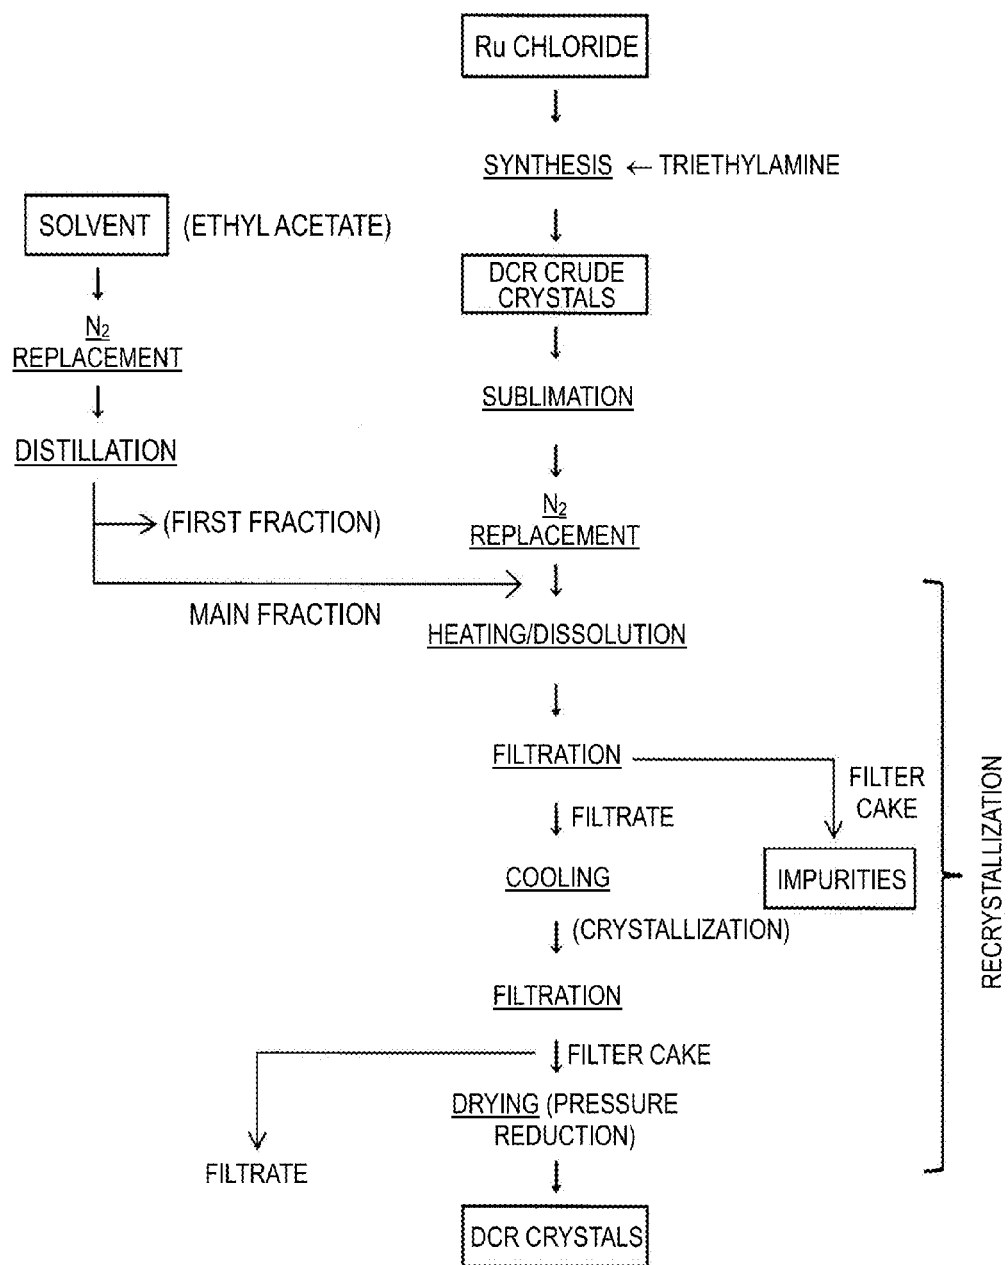 Ru CHLORIDE
SYNTHESIS ← TRIETHYLAMINE
SOLVENT (ETHYL ACETATE)
DCR CRUDE
CRYSTALS
N2
REPLACEMENT
SUBLIMATION
DISTILLATION
(FIRST FRACTION)
N2
REPLACEMENT
MAIN FRACTION
HEATING/DISSOLUTION
FILTRATION
FILTER
CAKE
FILTRATE
COOLING
IMPURITIES
(CRYSTALLIZATION)
RECRYSTALLIZATION
FILTRATION
FILTER CAKE
DRYING (PRESSURE
REDUCTION)
FILTRATE
DCR CRYSTALS